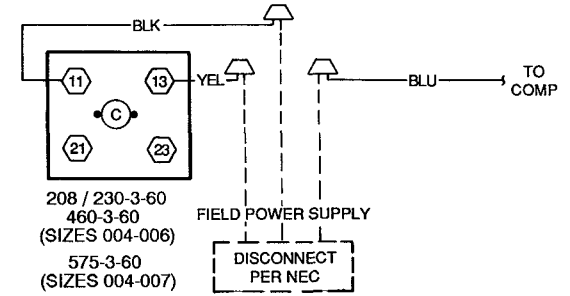 BLK
11
13
YEL
BLU
TO
COMP
C
21
23
208 / 230-3-60
460-3-60
(SIZES 004-006)
575-3-60
(SIZES 004-007)
FIELD POWER SUPPLY
DISCONNECT
PER NEC